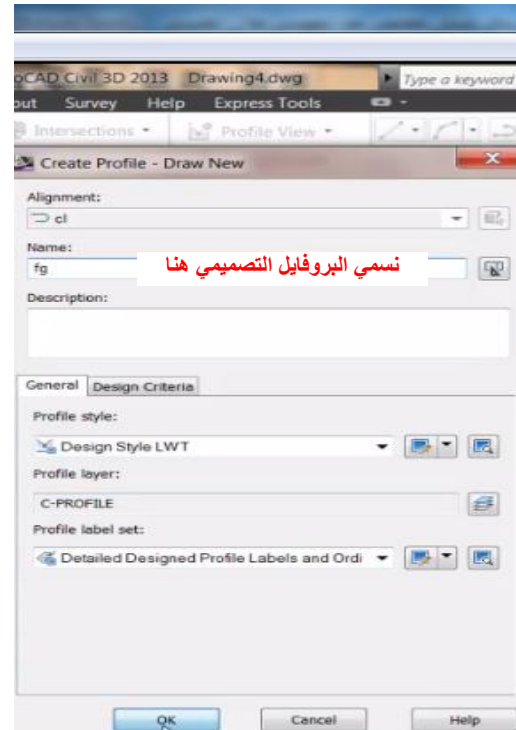 oCAD Civil 3D 2013 Drawing4.dwg Type a keyword
out Survey Help Express Tools
Intersections Profile View
Create Profile - Draw New
Alignment:
cl
Name:
fg نسمي البروفايل التصميمي هنا
Description:
General Design Criteria
Profile style:
Design Style LWT
Profile layer:
C-PROFILE
Profile label set:
Detailed Designed Profile Labels and Ordi
OK Cancel Help